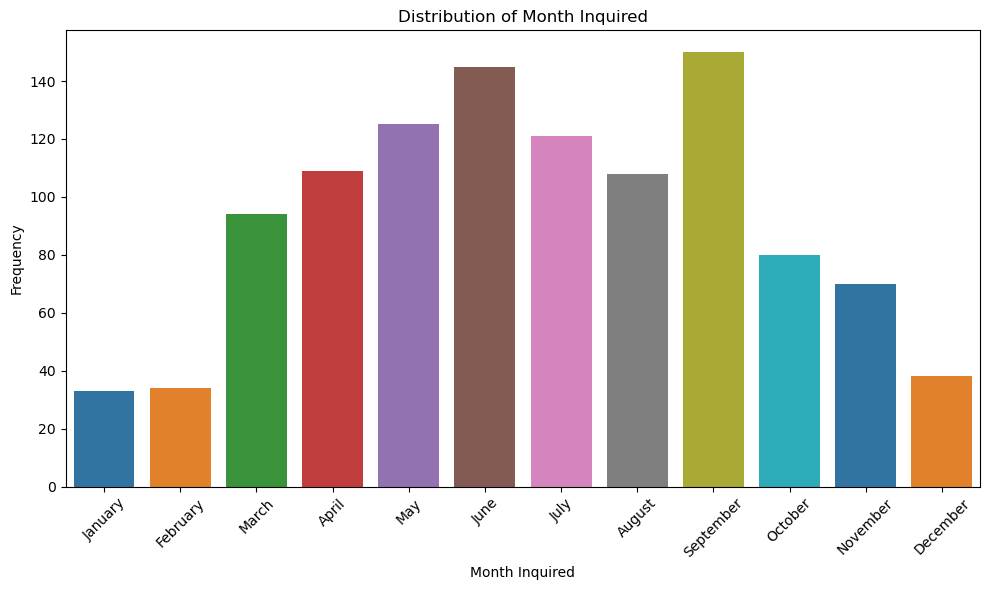 Distribution of Month Inquired
Frequency
140
120
100
80
60
40
20
0
January
February
March
April
May
June
July
August
September
October
November
December
Month Inquired